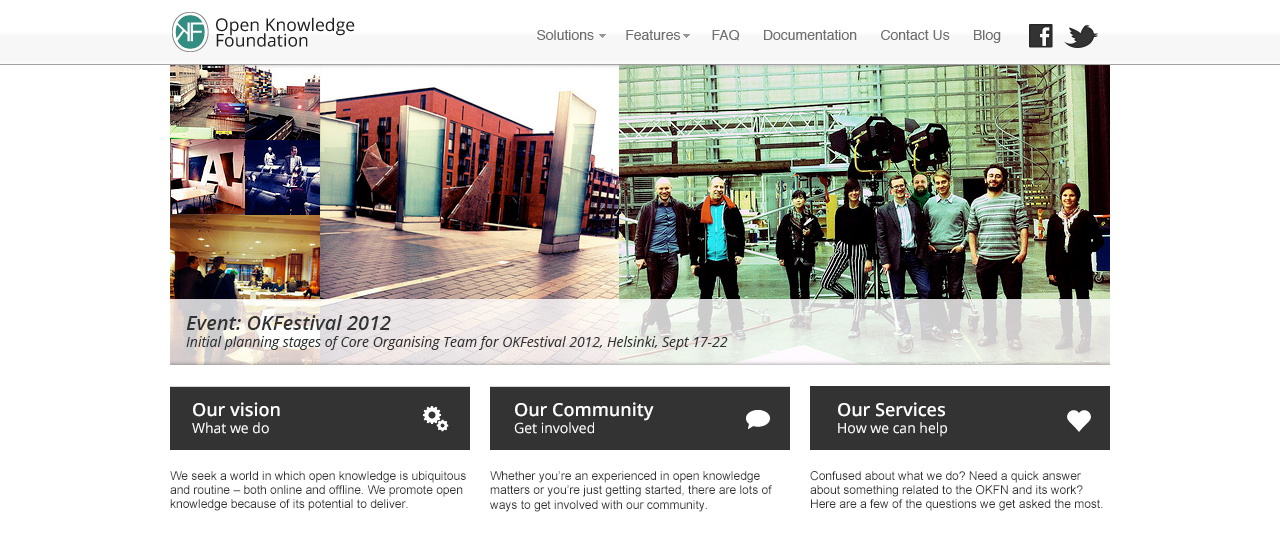 Open Knowledge
Foundation
Solutions Features FAQ Documentation Contact Us Blog
Event: OKFestival 2012
Initial planning stages of Core Organising Team for OKFestival 2012, Helsinki, Sept 17-22
Our vision
What we do
We seek a world in which open knowledge is ubiquitous
and routine – both online and offline. We promote open
knowledge because of its potential to deliver.
Our Community
Get involved
Whether you're an experienced in open knowledge
matters or you're just getting started, there are lots of
ways to get involved with our community.
Our Services
How we can help
Confused about what we do? Need a quick answer
about something related to the OKFN and its work?
Here are a few of the questions we get asked the most.